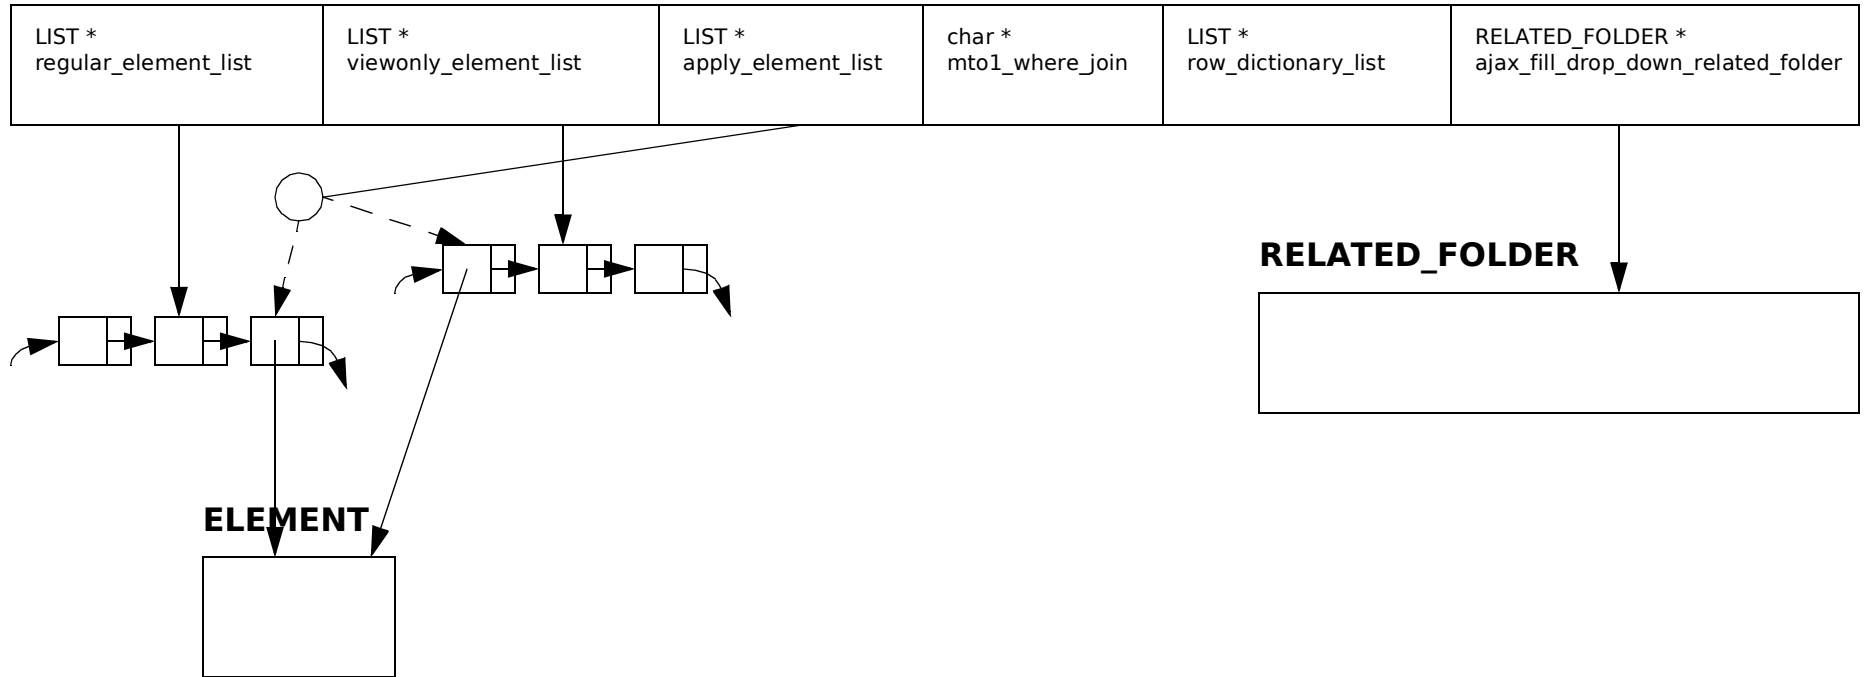 LIST *
regular_element_list
LIST *
viewonly_element_list
LIST *
apply_element_list
char *
mto1_where_join
LIST *
row_dictionary_list
RELATED_FOLDER *
ajax_fill_drop_down_related_folder
RELATED_FOLDER
ELEMENT